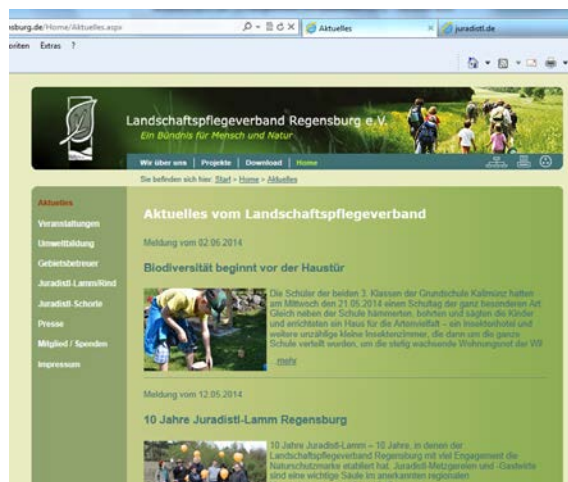 nsburg.de/Home/Aktuelles.aspx
Aktuelles
juradistl.de
oriten Extras ?
Landschaftspflegeverband Regensburg e.V.
Ein Bündnis für Mensch und Natur
Wir über uns | Projekte | Download | Home
Sie befinden sich hier: Start » Home » Aktuelles
Aktuelles
Veranstaltungen
Umweltbildung
Gebietsbetreuer
Juradistl-Lamm/Rind
Juradistl-Schorle
Presse
Mitglied / Spenden
Impressum
Aktuelles vom Landschaftspflegeverband
Meldung vom 02.06.2014
Biodiversität beginnt vor der Haustür
Die Schüler der beiden 3. Klassen der Grundschule Kallmünz hatten
am Mittwoch den 21.05.2014 einen Schultag der ganz besonderen Art.
Gleich neben der Schule hämmerten, bohrten und sägten die Kinder
und errichteten ein Haus für die Artenvielfalt – ein Insektenhotel und
weitere unzählige kleine Insektenzimmer, die dann um die ganze
Schule verteilt wurden, um die stetig wachsende Wohnungsnot der Wil
...mehr
Meldung vom 12.05.2014
10 Jahre Juradistl-Lamm Regensburg
10 Jahre Juradistl-Lamm – 10 Jahre, in denen der
Landschaftspflegeverband Regensburg mit viel Engagement die
Naturschutzmarke etabliert hat. Juradistl-Metzgereien und -Gastwirte
sind eine wichtige Säule im anerkannten regionalen